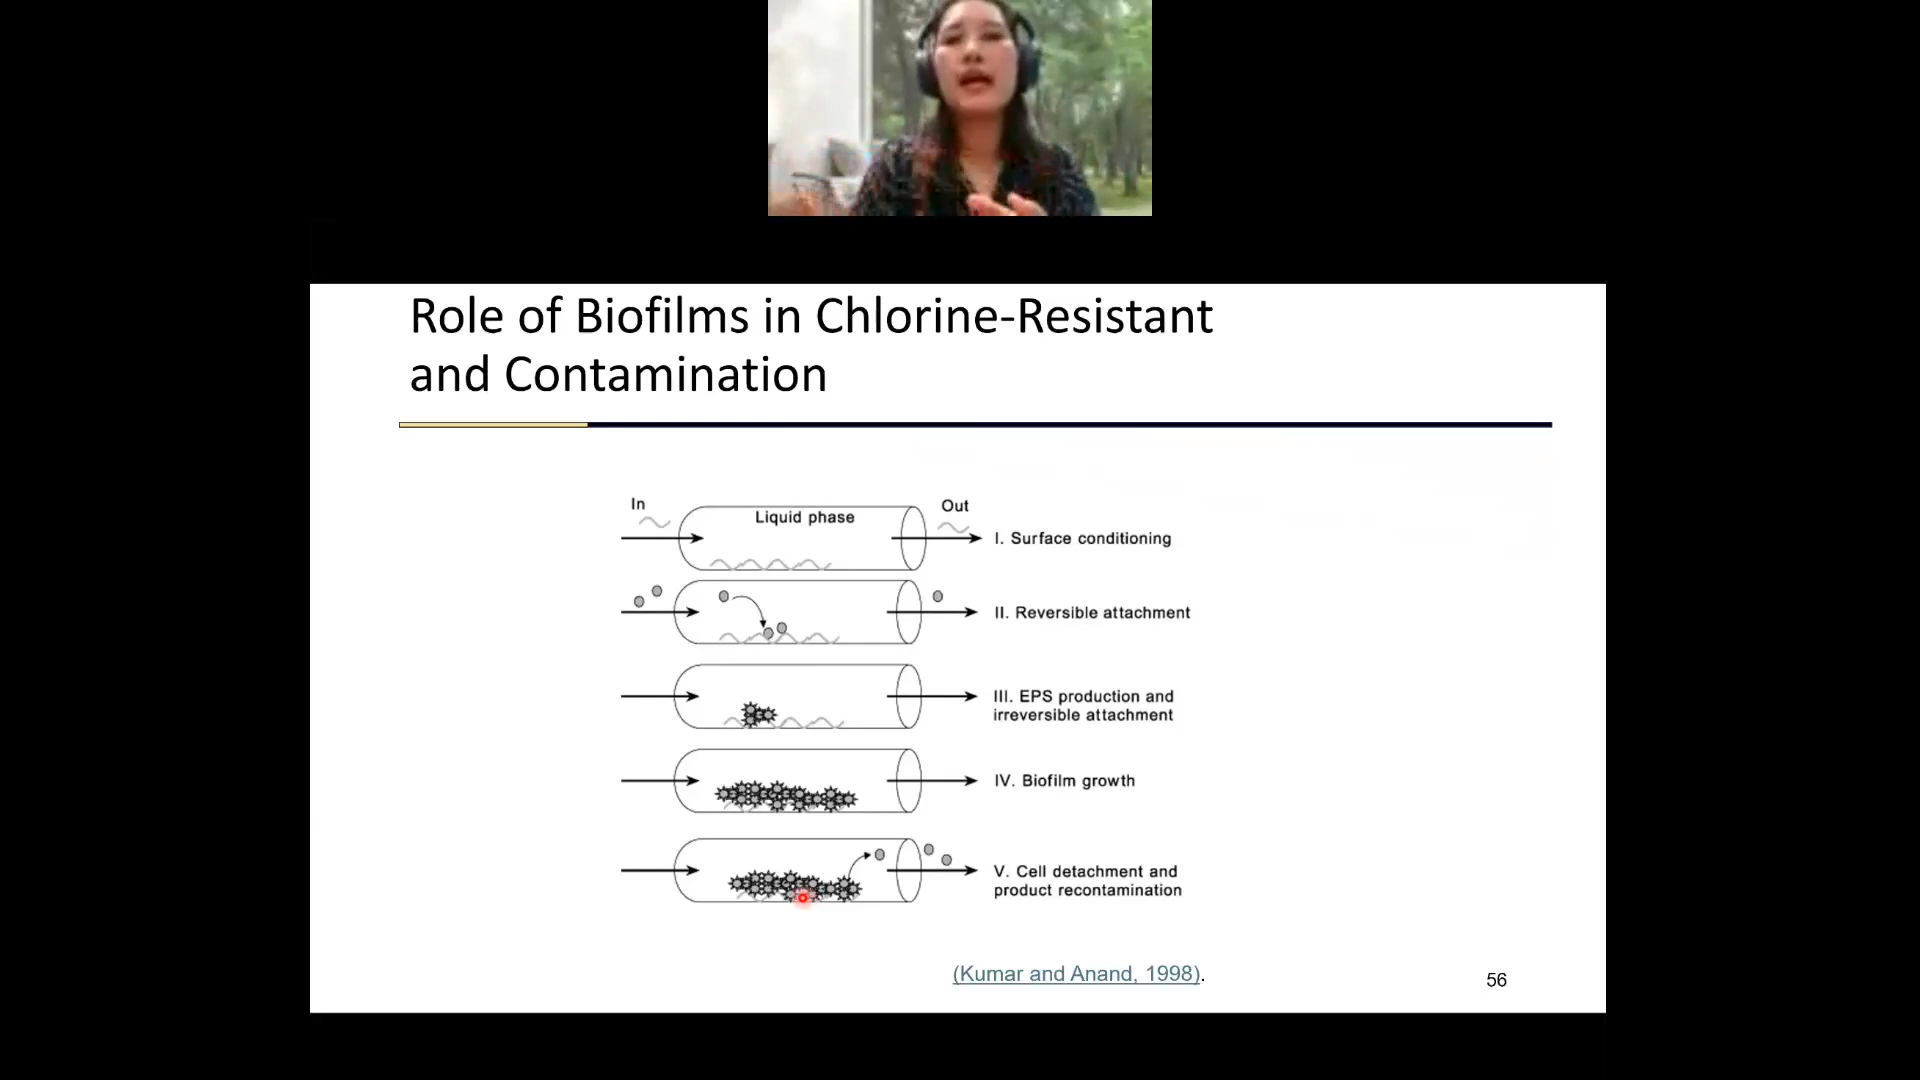 Role of Biofilms in Chlorine-Resistant
and Contamination
In
Liquid phase
Out
I. Surface conditioning
II. Reversible attachment
III. EPS production and
irreversible attachment
IV. Biofilm growth
V. Cell detachment and
product recontamination
(Kumar and Anand, 1998).
56